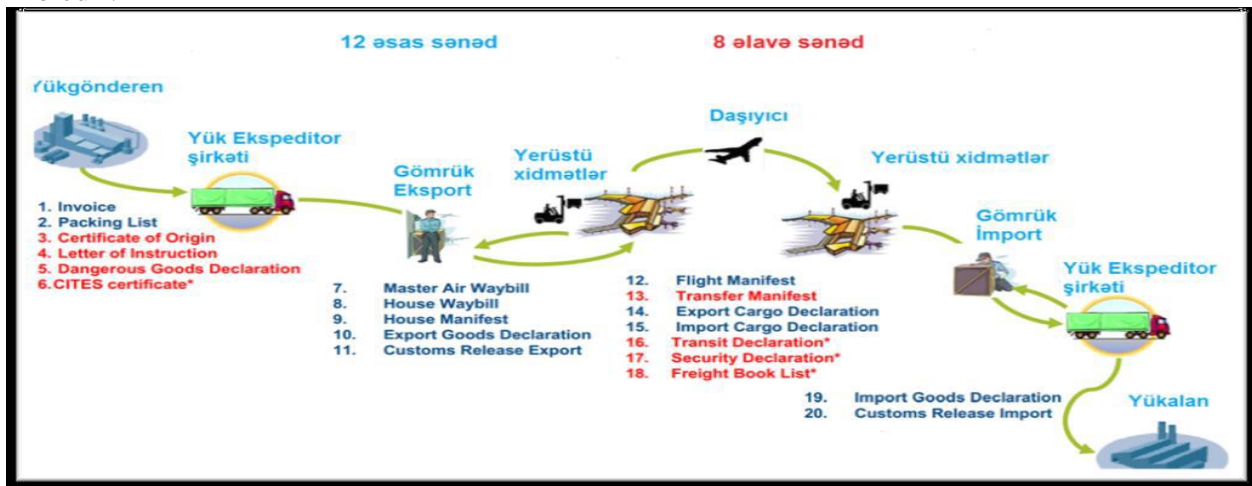 12 əsas sənəd
8 əlavə sənəd
Yükgönderen
Yük Ekspeditor
şirkəti
Gömrük
Eksport
Yerüstü
xidmətlər
Daşıyıcı
Yerüstü xidmətlər
Gömrük
İmport
Yük Ekspeditor
şirkəti
Yükalan
1. Invoice
2. Packing List
3. Certificate of Origin
4. Letter of Instruction
5. Dangerous Goods Declaration
6.CITES certificate*
7. Master Air Waybill
8. House Waybill
9. House Manifest
10. Export Goods Declaration
11. Customs Release Export
12. Flight Manifest
13. Transfer Manifest
14. Export Cargo Declaration
15. Import Cargo Declaration
16. Transit Declaration*
17. Security Declaration*
18. Freight Book List*
19. Import Goods Declaration
20. Customs Release Import